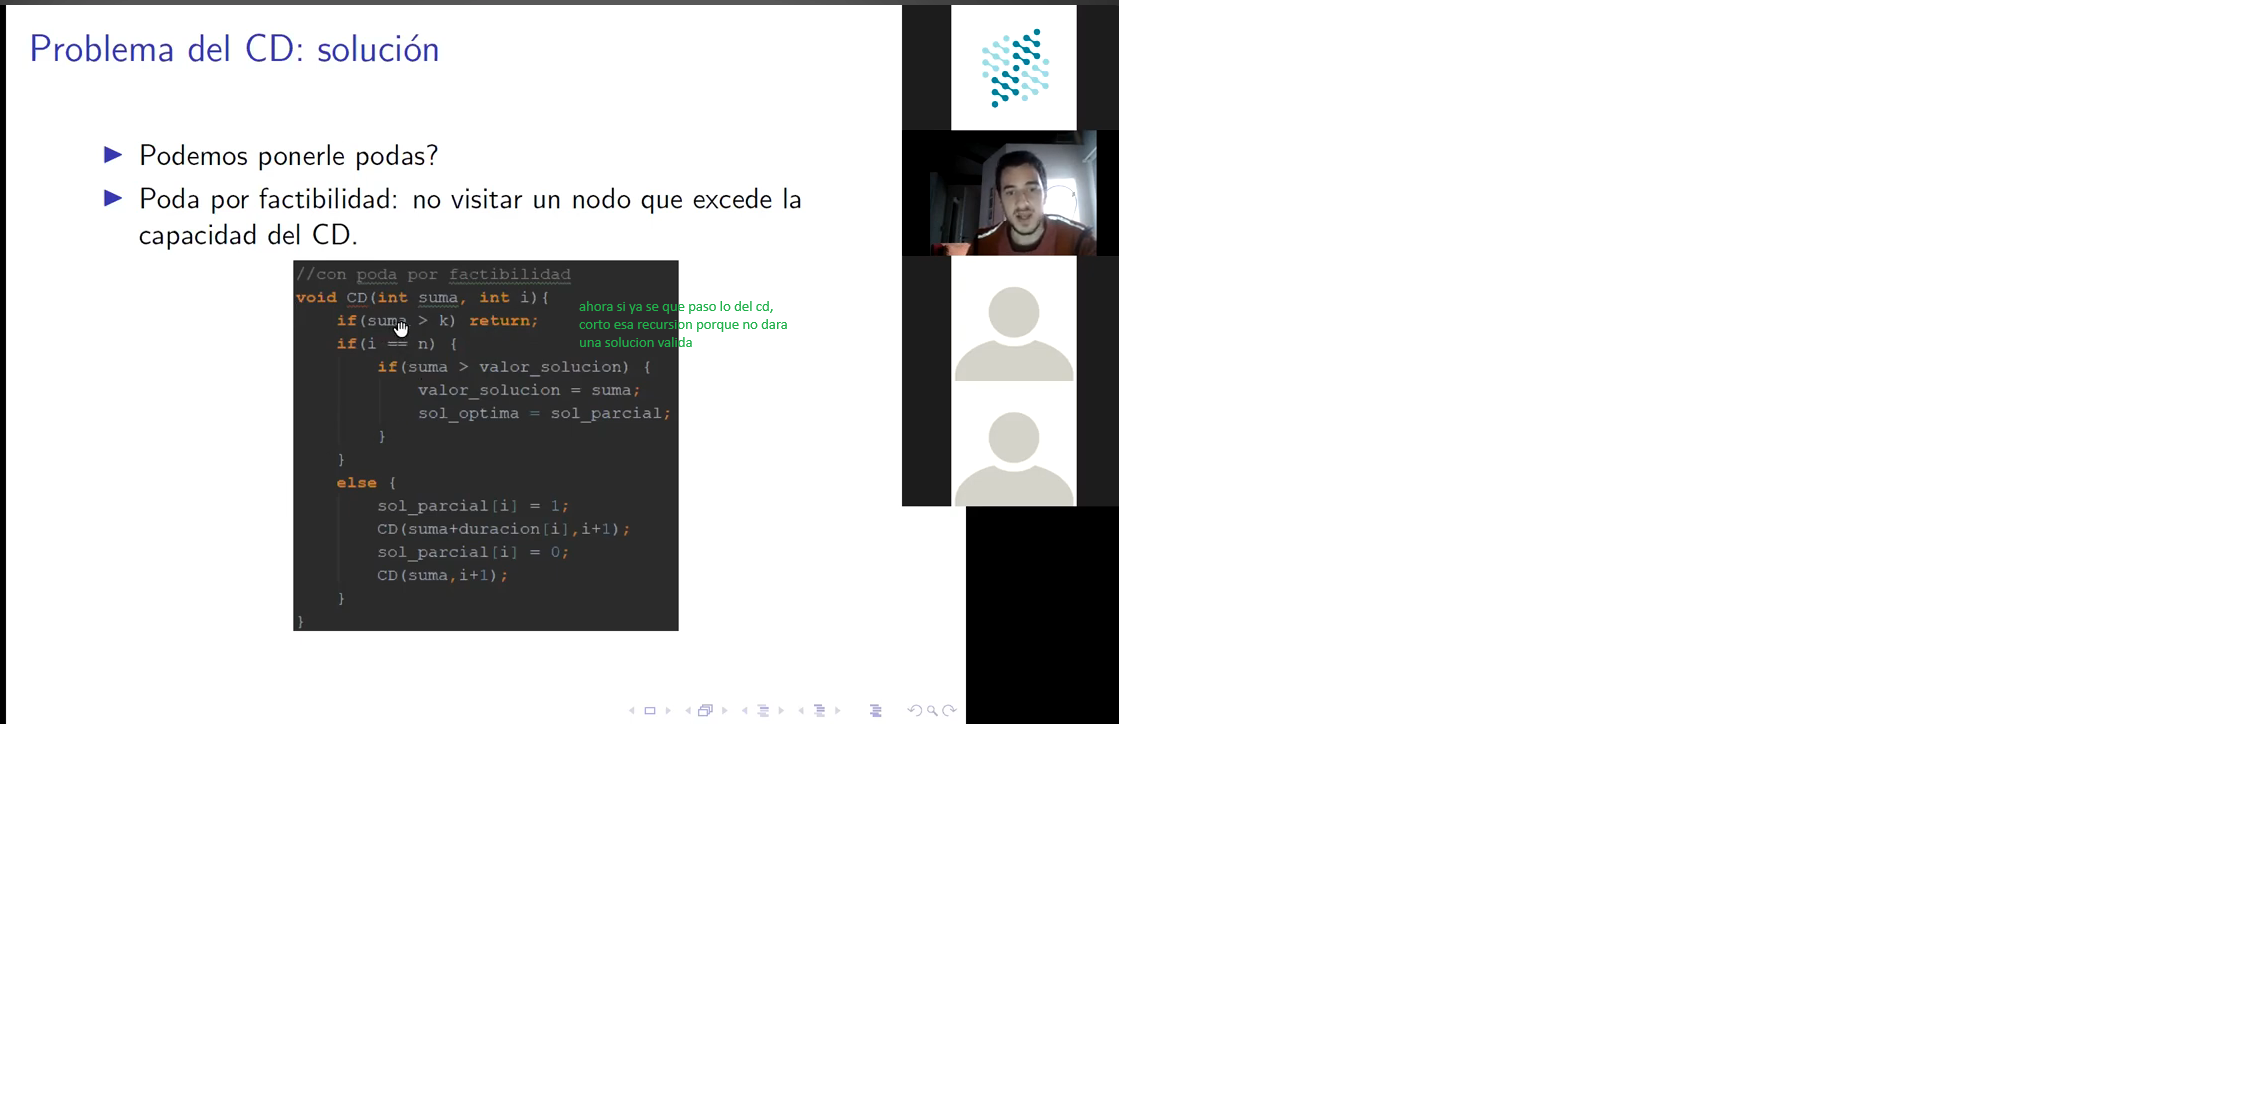 Problema del CD: solución
Podemos ponerle podas?
Poda por factibilidad: no visitar un nodo que excede la
capacidad del CD.
//con poda por factibilidad
void CD(int suma, int i){
if(suma > k) return;
if(i == n) {
if(suma > valor_solucion) {
valor_solucion = suma;
sol_optima = sol_parcial;
}
}
else {
sol_parcial[i] = 1;
CD(suma+duracion[i],i+1);
sol_parcial[i] = 0;
CD(suma,i+1);
}
}
ahora si ya se que paso lo del cd,
corto esa recursion porque no dara
una solucion valida